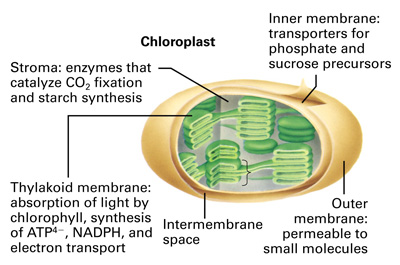 Chloroplast
Inner membrane:
transporters for
phosphate and
sucrose precursors
Stroma: enzymes that
catalyze CO₂ fixation
and starch synthesis
Thylakoid membrane:
absorption of light by
chlorophyll, synthesis
of ATP⁴⁻, NADPH, and
electron transport
Intermembrane
space
Outer
membrane:
permeable to
small molecules